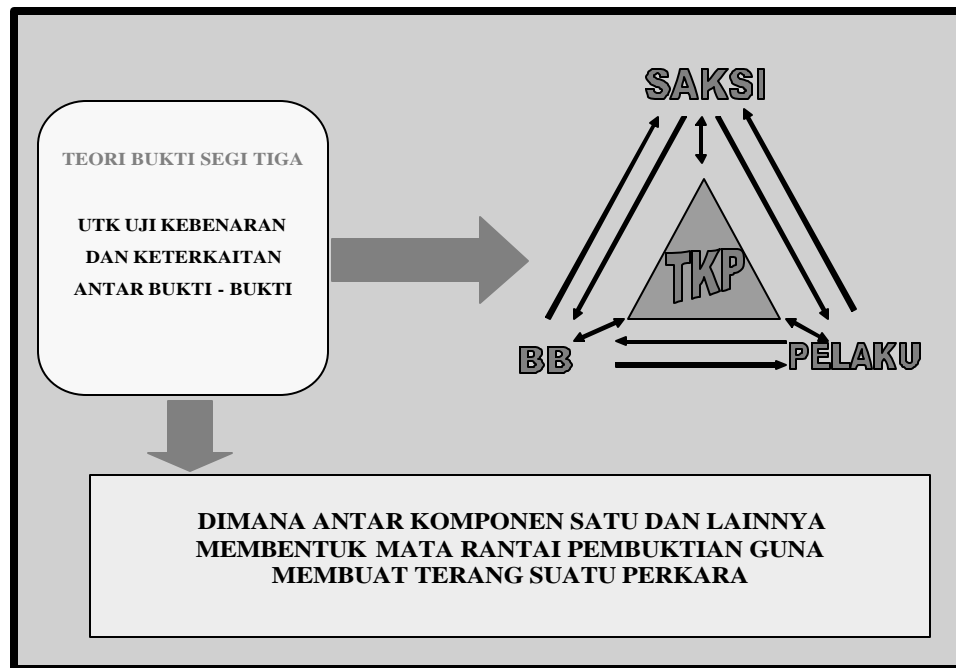 TEORI BUKTI SEGI TIGA
UTK UJI KEBENARAN
DAN KETERKAITAN
ANTAR BUKTI - BUKTI
SAKSI
TKP
BB
PELAKU
DIMANA ANTAR KOMPONEN SATU DAN LAINNYA
MEMBENTUK MATA RANTAI PEMBUKTIAN GUNA
MEMBUAT TERANG SUATU PERKARA